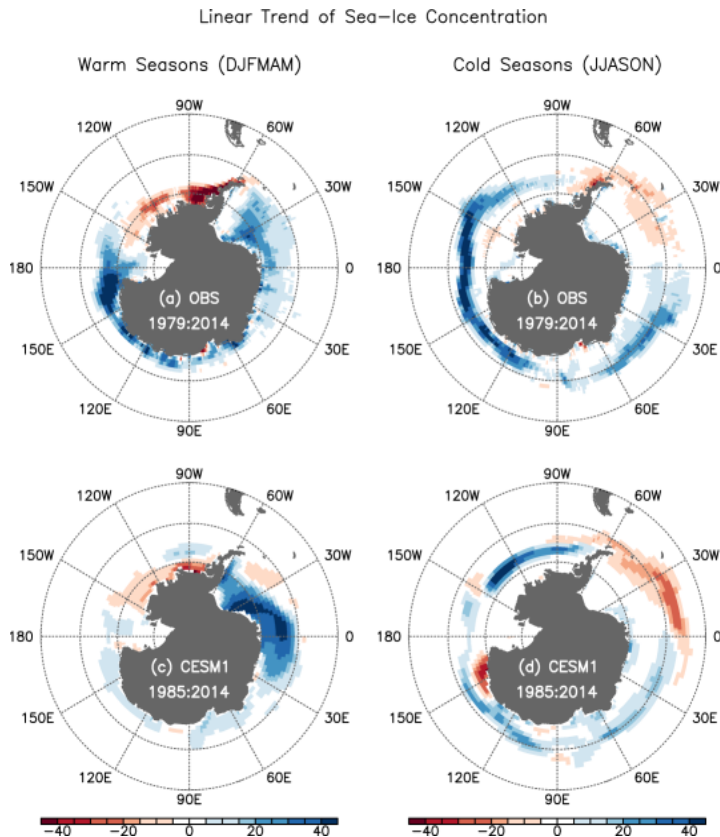 Linear Trend of Sea-Ice Concentration
Warm Seasons (DJFMAM)
Cold Seasons (JJASON)
90W
120W
60W
150W
30W
180
0
(a) OBS
1979:2014
150E
30E
120E
60E
90E
90W
120W
60W
150W
30W
180
0
(b) OBS
1979:2014
150E
30E
120E
60E
90E
90W
120W
60W
150W
30W
180
0
(c) CESM1
1985:2014
150E
30E
120E
60E
90E
90W
120W
60W
150W
30W
180
0
(d) CESM1
1985:2014
150E
30E
120E
60E
90E
-40 -20 0 20 40
-40 -20 0 20 40